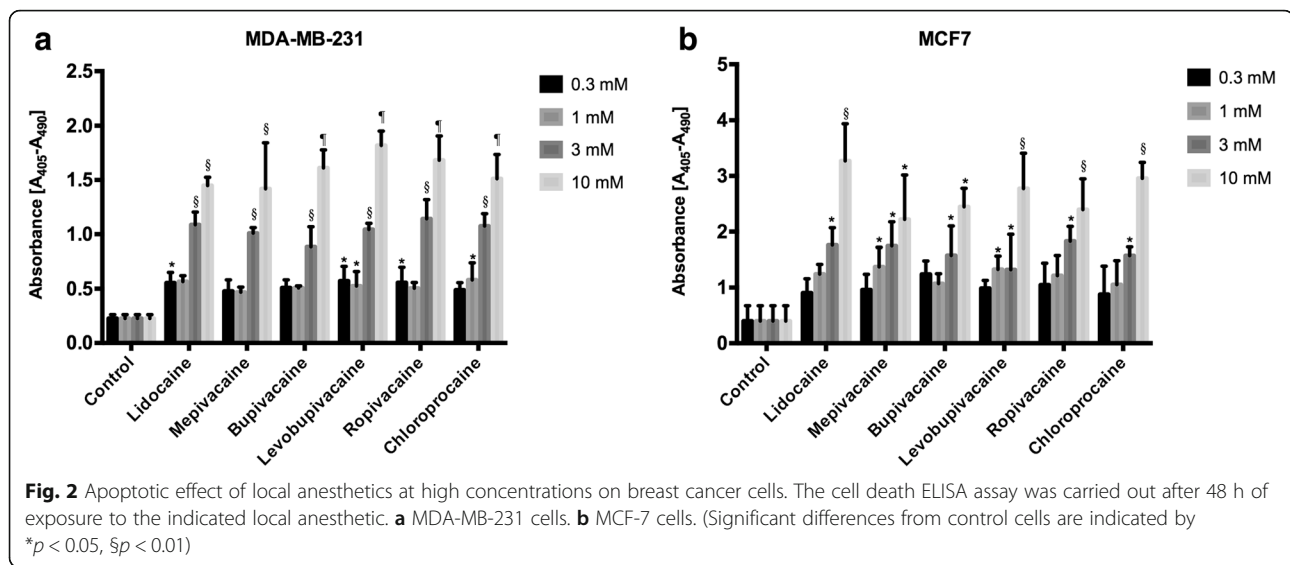 a
MDA-MB-231
Absorbance [A405-A490]
2.5
2.0
1.5
1.0
0.5
0.0
* § § § § § ¶ * * § ¶ * § ¶ * § ¶
Control
Lidocaine
Mepivacaine
Bupivacaine
Levobupivacaine
Ropivacaine
Chloroprocaine
0.3 mM
1 mM
3 mM
10 mM
b
MCF7
Absorbance [A405-A490]
5
4
3
2
1
0
* § * * * * * * * § * § * §
Control
Lidocaine
Mepivacaine
Bupivacaine
Levobupivacaine
Ropivacaine
Chloroprocaine
0.3 mM
1 mM
3 mM
10 mM
Fig. 2 Apoptotic effect of local anesthetics at high concentrations on breast cancer cells. The cell death ELISA assay was carried out after 48 h of
exposure to the indicated local anesthetic. a MDA-MB-231 cells. b MCF-7 cells. (Significant differences from control cells are indicated by
*p < 0.05, §p < 0.01)